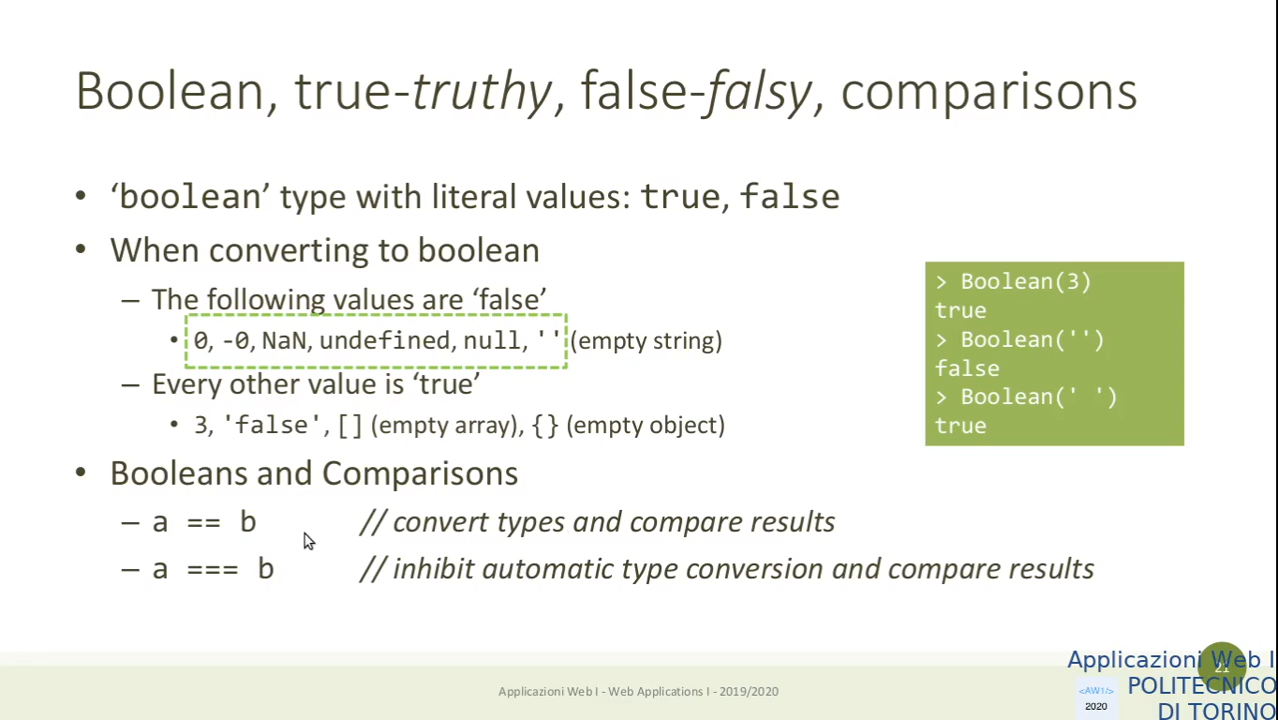 Boolean, true-truthy, false-falsy, comparisons
• ‘boolean’ type with literal values: true, false
• When converting to boolean
– The following values are ‘false’
• 0, -0, NaN, undefined, null, '' (empty string)
– Every other value is ‘true’
• 3, 'false', [] (empty array), {} (empty object)
• Booleans and Comparisons
– a == b // convert types and compare results
– a === b // inhibit automatic type conversion and compare results
> Boolean(3)
true
> Boolean('')
false
> Boolean(' ')
true
Applicazioni Web I - Web Applications I - 2019/2020
21
Applicazioni Web I
POLITECNICO
DI TORINO
<AW1/>
2020